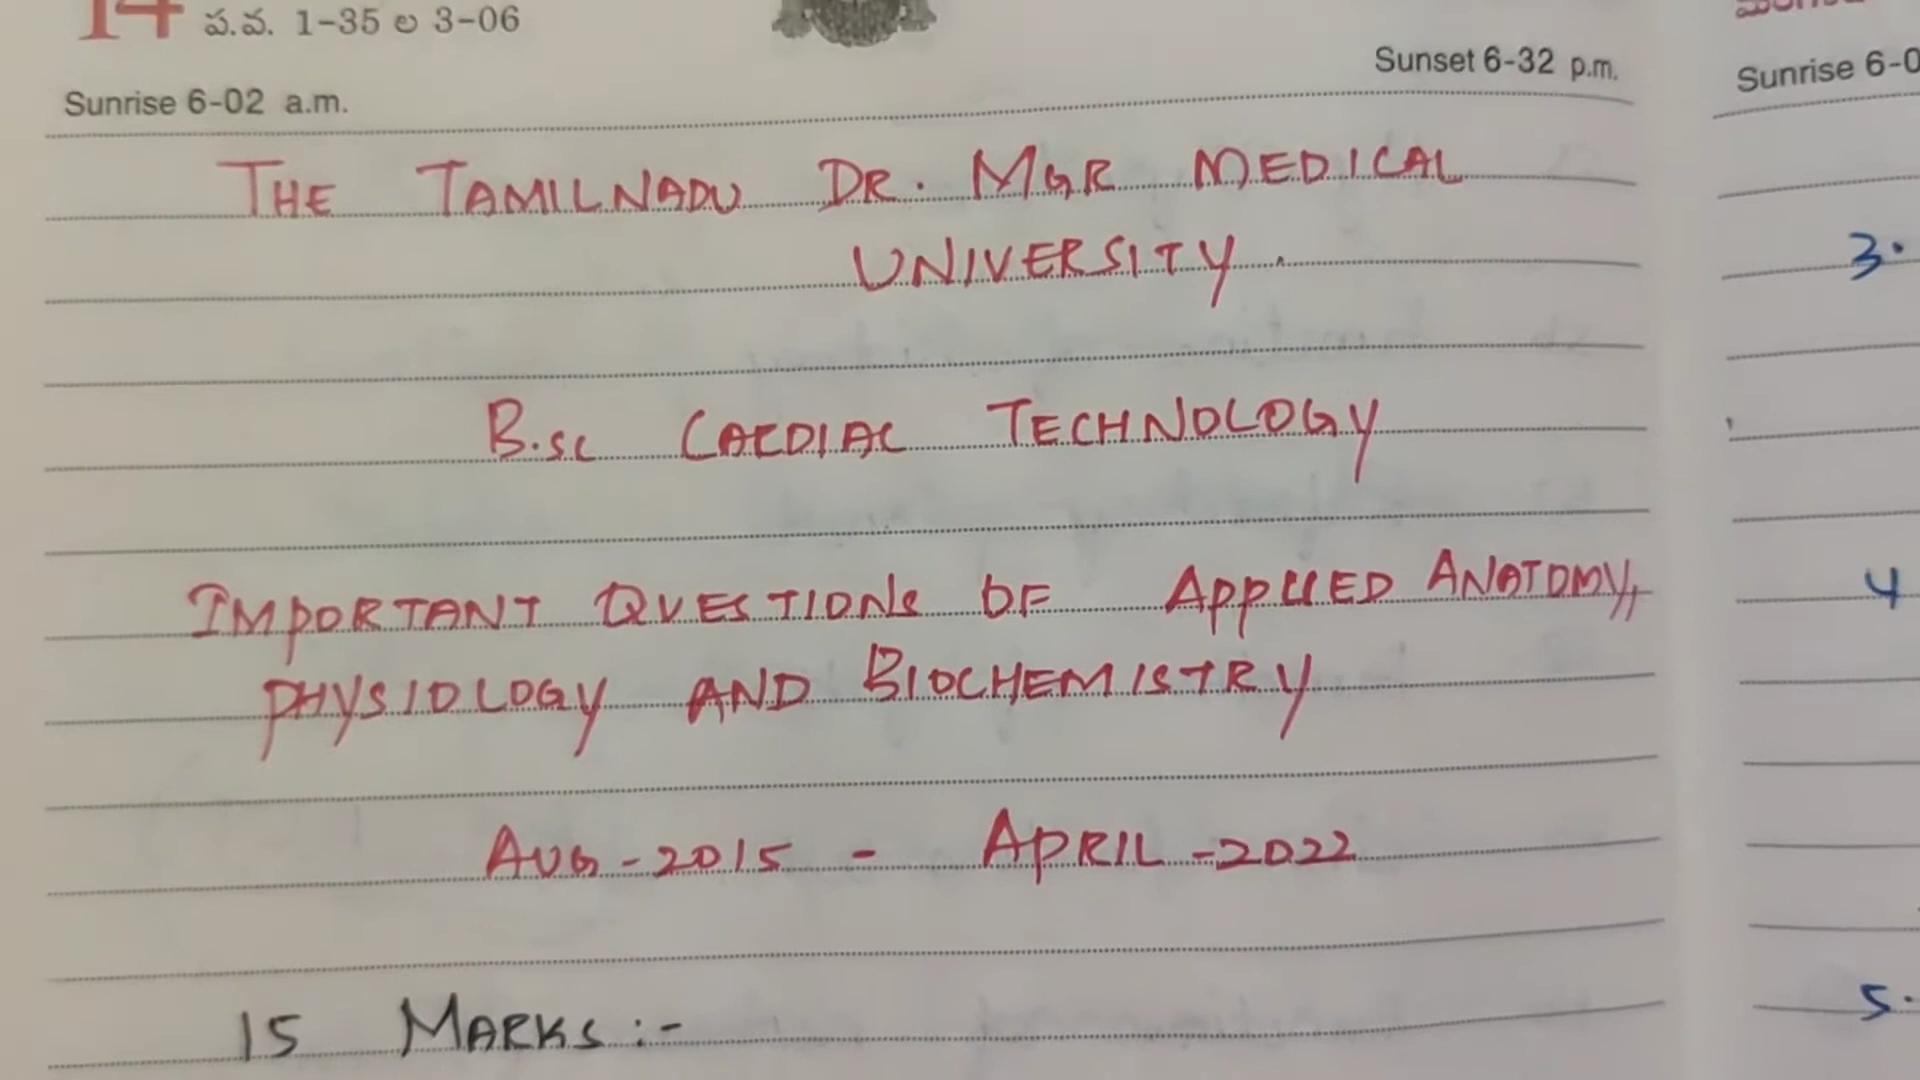 14 ప.వ. 1-35 ల 3-06
Sunset 6-32 p.m.
Sunrise 6-02 a.m.
THE TAMILNADU DR. MGR MEDICAL
UNIVERSITY.
B.sc CARDIAC TECHNOLOGY
IMPORTANT QUESTIONS OF APPLIED ANATOMY,
PHYSIOLOGY AND BIOCHEMISTRY
AUG-2015 - APRIL-2022
15 MARKS:-
Sunrise 6-0
3.
4
5.